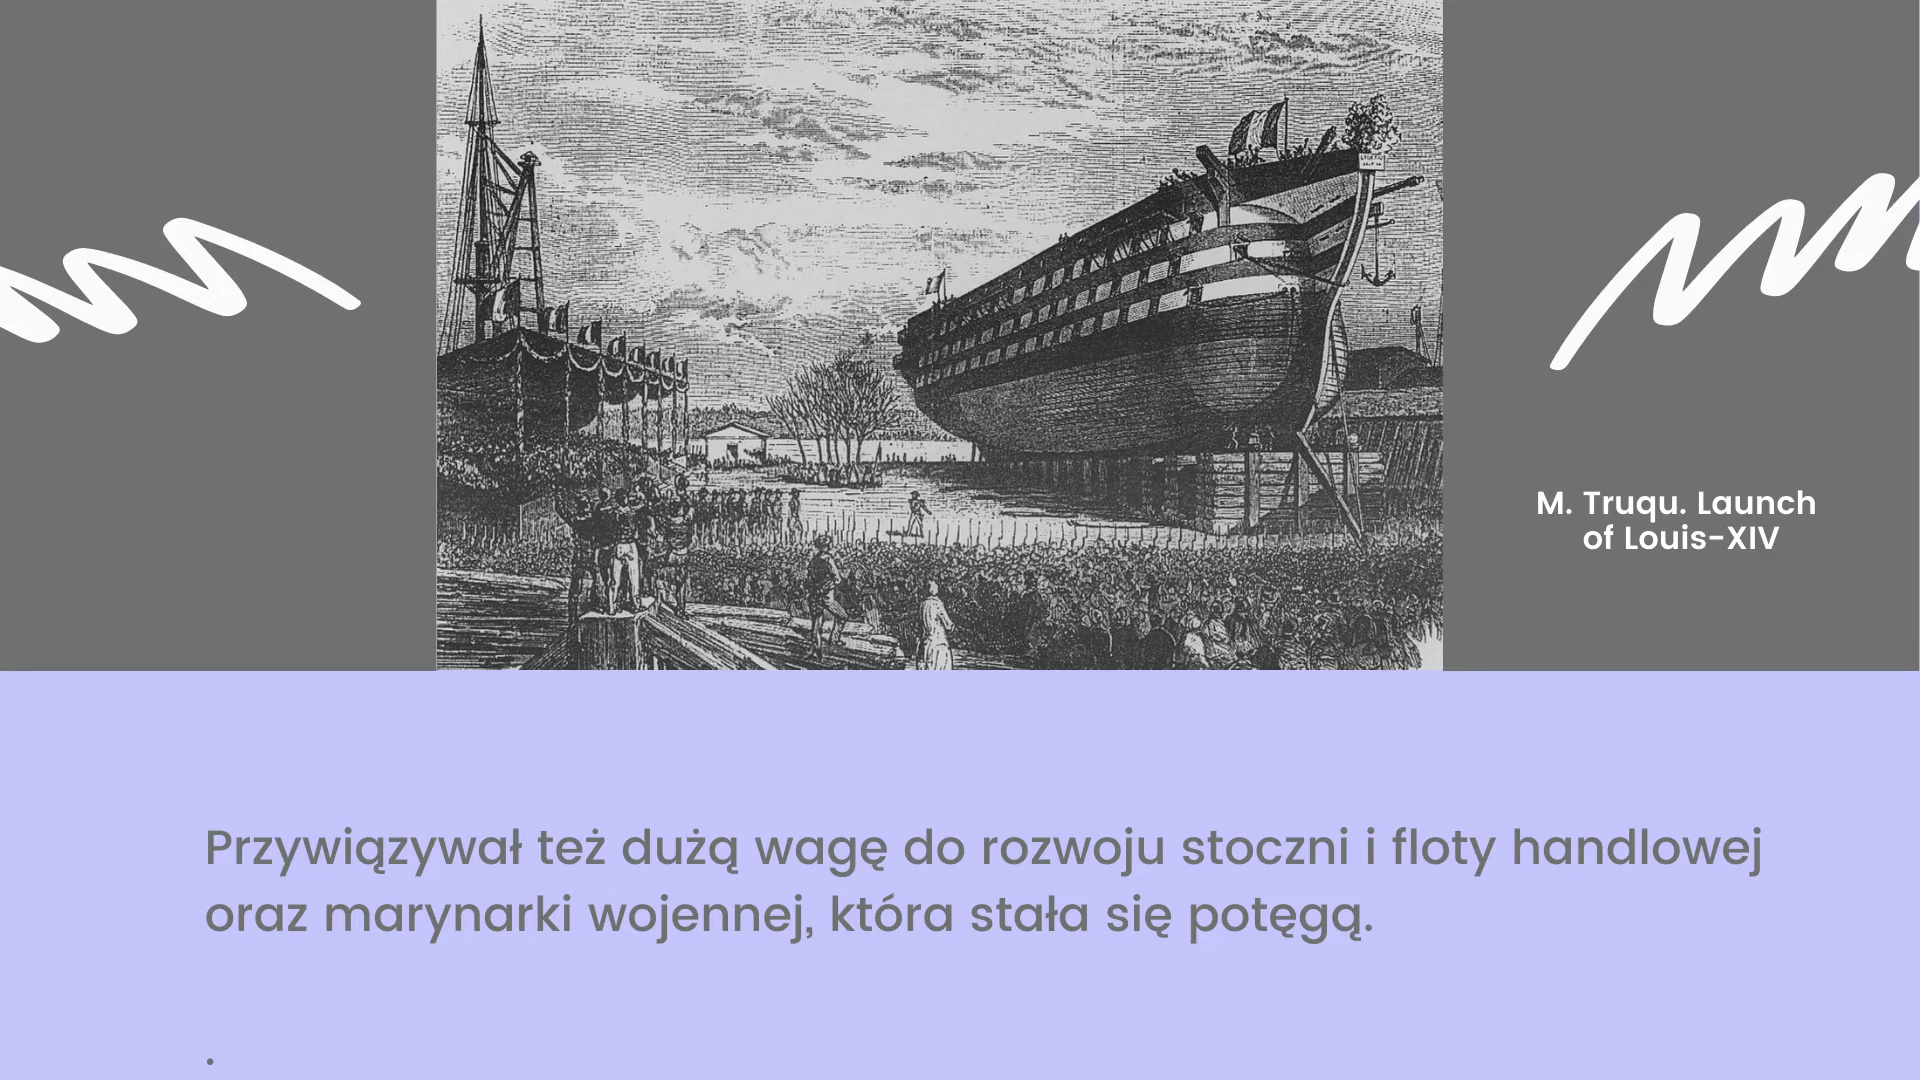 M. Truqu. Launch
of Louis-XIV
Przywiązywał też dużą wagę do rozwoju stoczni i floty handlowej
oraz marynarki wojennej, która stała się potęgą.
.